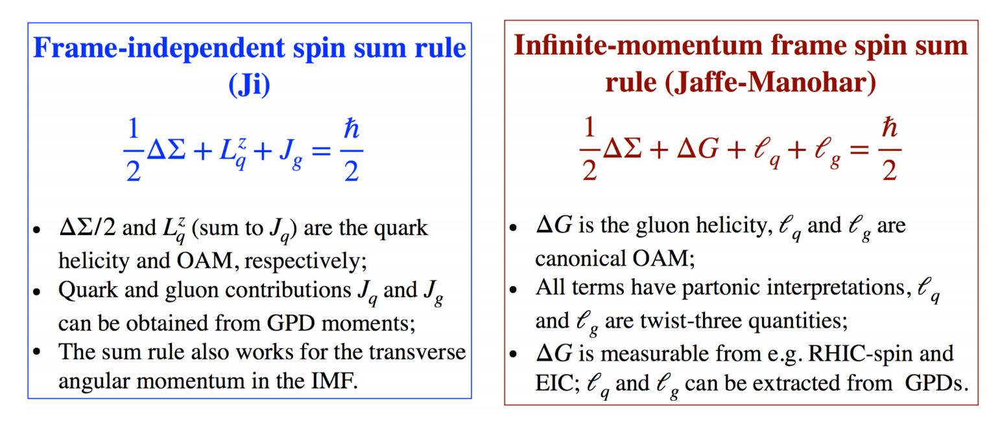 Frame-independent spin sum rule
(Ji)
$\frac{1}{2}\Delta\Sigma + L_q^z + J_g = \frac{\hbar}{2}$
• ΔΣ/2 and $L_q^z$ (sum to $J_q$) are the quark
helicity and OAM, respectively;
• Quark and gluon contributions $J_q$ and $J_g$
can be obtained from GPD moments;
• The sum rule also works for the transverse
angular momentum in the IMF.
Infinite-momentum frame spin sum
rule (Jaffe-Manohar)
$\frac{1}{2}\Delta\Sigma + \Delta G + \ell_q + \ell_g = \frac{\hbar}{2}$
• ΔG is the gluon helicity, $\ell_q$ and $\ell_g$ are
canonical OAM;
• All terms have partonic interpretations, $\ell_q$
and $\ell_g$ are twist-three quantities;
• ΔG is measurable from e.g. RHIC-spin and
EIC; $\ell_q$ and $\ell_g$ can be extracted from GPDs.